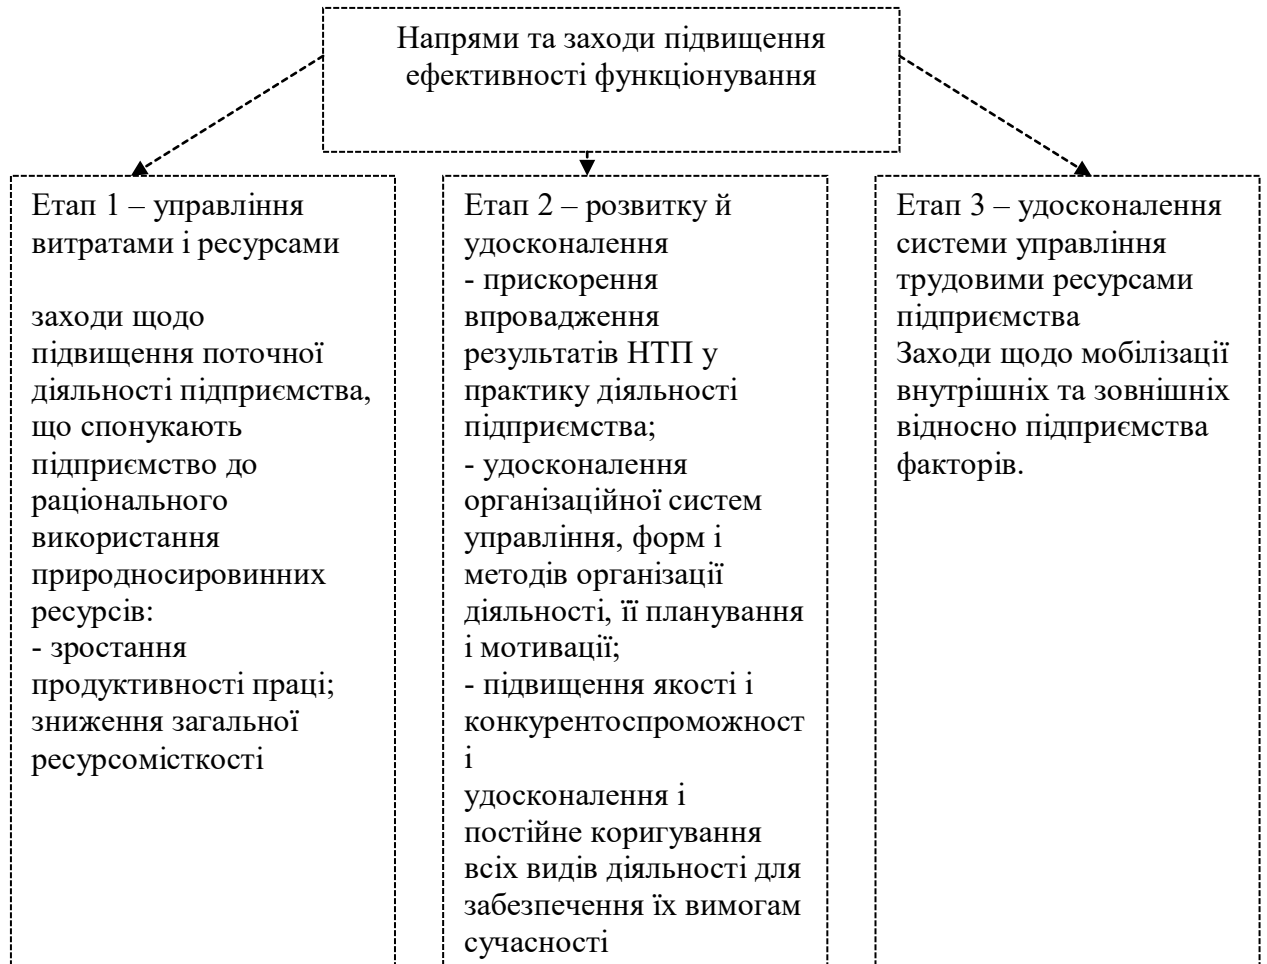 Напрями та заходи підвищення
ефективності функціонування
Етап 1 – управління
витратами і ресурсами
заходи щодо
підвищення поточної
діяльності підприємства,
що спонукають
підприємство до
раціонального
використання
природносировинних
ресурсів:
- зростання
продуктивності праці;
зниження загальної
ресурсомісткості
Етап 2 – розвитку й
удосконалення
- прискорення
впровадження
результатів НТП у
практику діяльності
підприємства;
- удосконалення
організаційної систем
управління, форм і
методів організації
діяльності, її планування
і мотивації;
- підвищення якості і
конкурентоспроможност
і
удосконалення і
постійне коригування
всіх видів діяльності для
забезпечення їх вимогам
сучасності
Етап 3 – удосконалення
системи управління
трудовими ресурсами
підприємства
Заходи щодо мобілізації
внутрішніх та зовнішніх
відносно підприємства
факторів.